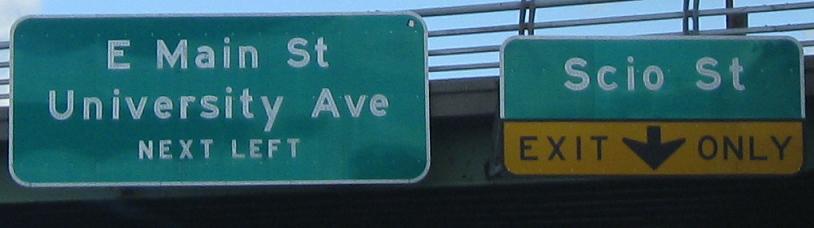 E Main St
University Ave
NEXT LEFT
Scio St
EXIT ONLY